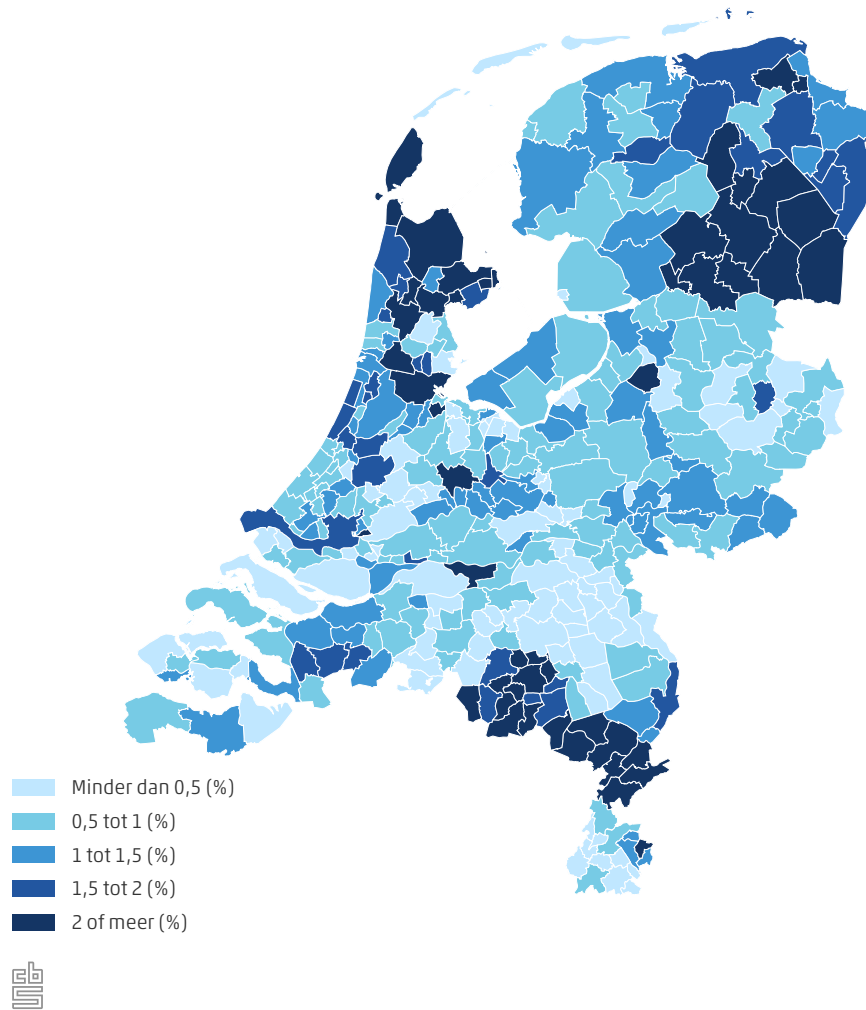 Minder dan 0,5 (%)
0,5 tot 1 (%)
1 tot 1,5 (%)
1,5 tot 2 (%)
2 of meer (%)
cbs